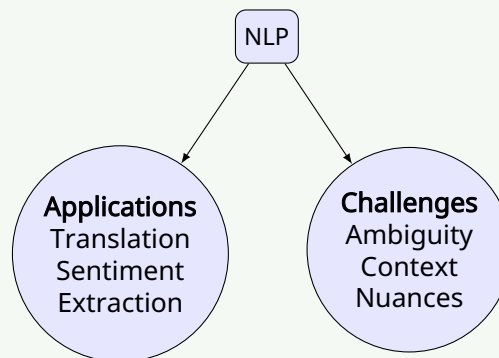 NLP
Applications
Translation
Sentiment
Extraction
Challenges
Ambiguity
Context
Nuances